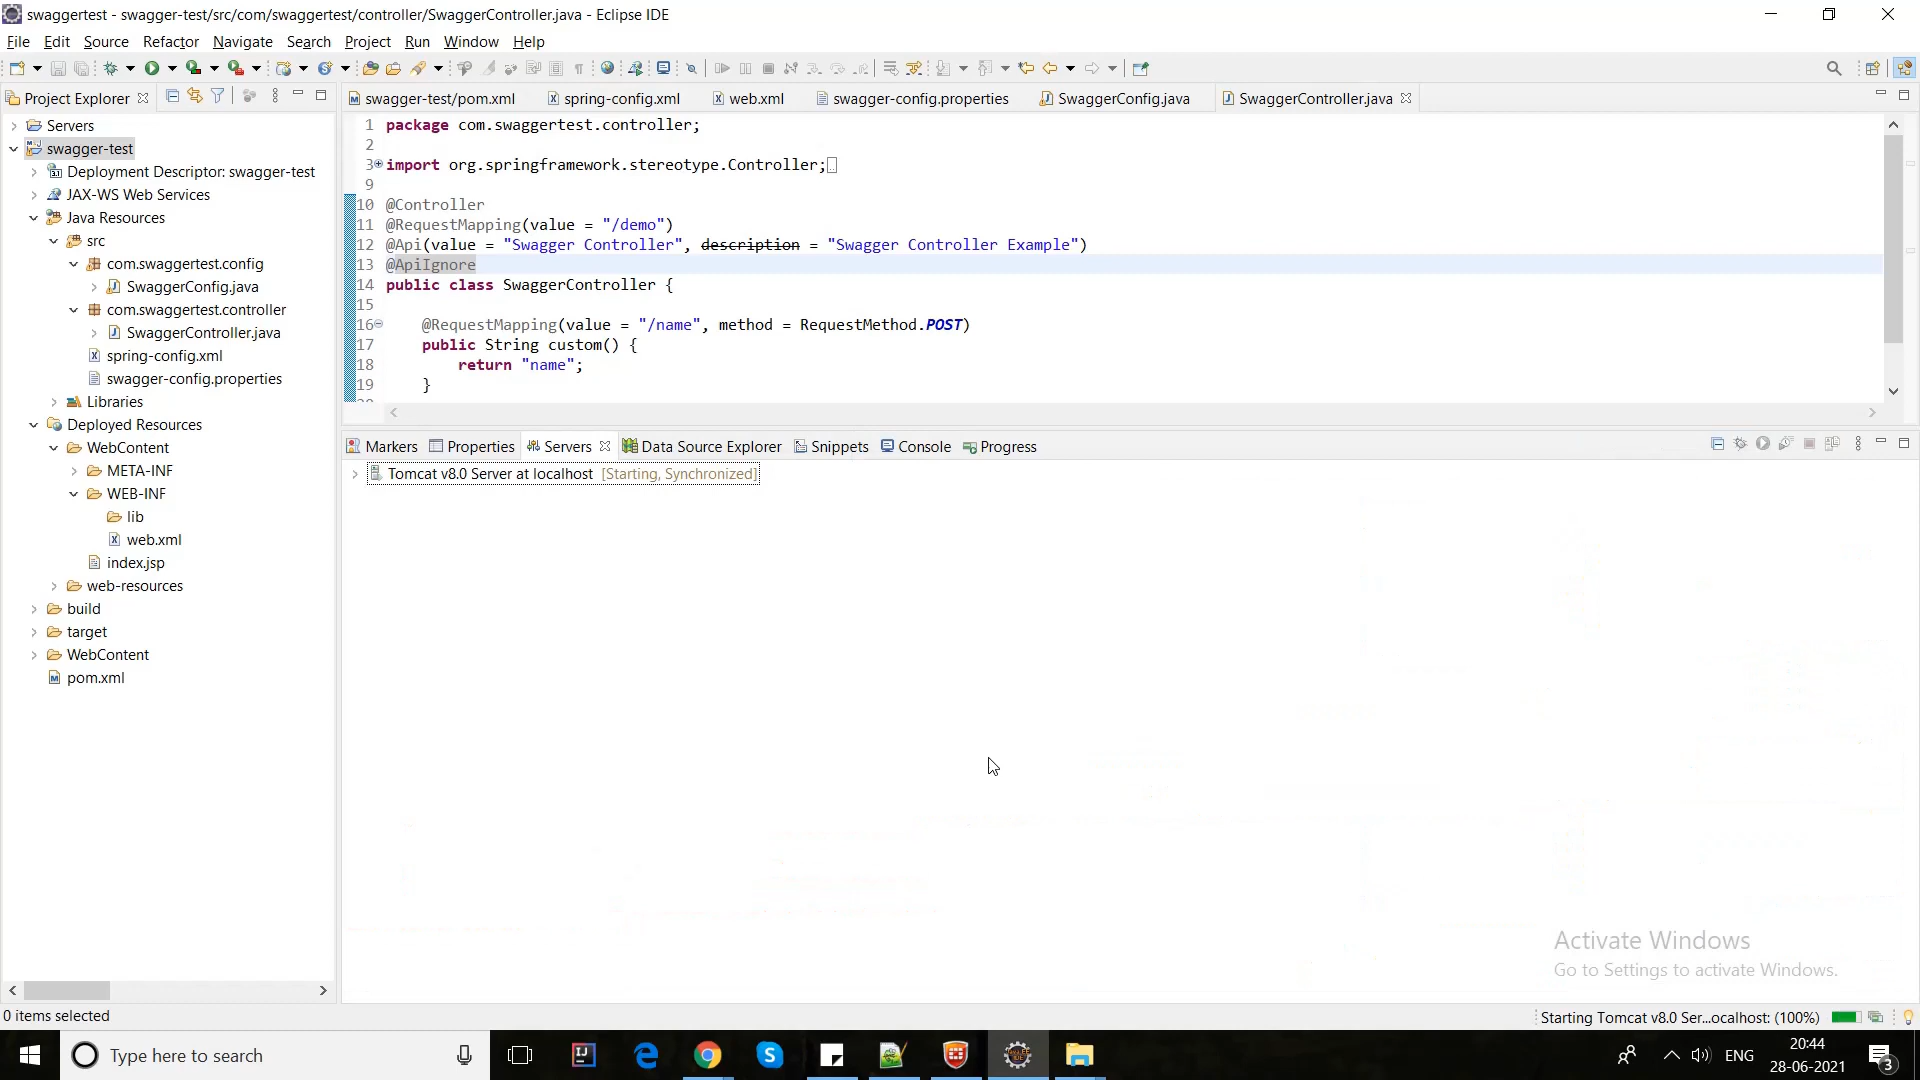 swaggertest - swagger-test/src/com/swaggertest/controller/SwaggerController.java - Eclipse IDE
File Edit Source Refactor Navigate Search Project Run Window Help
Project Explorer
Servers
swagger-test
Deployment Descriptor: swagger-test
JAX-WS Web Services
Java Resources
src
com.swaggertest.config
SwaggerConfig.java
com.swaggertest.controller
SwaggerController.java
spring-config.xml
swagger-config.properties
Libraries
Deployed Resources
WebContent
META-INF
WEB-INF
lib
web.xml
index.jsp
web-resources
build
target
WebContent
pom.xml
swagger-test/pom.xml spring-config.xml web.xml swagger-config.properties SwaggerConfig.java SwaggerController.java
1 package com.swaggertest.controller;
2
3 import org.springframework.stereotype.Controller;
9
10 @Controller
11 @RequestMapping(value = "/demo")
12 @Api(value = "Swagger Controller", description = "Swagger Controller Example")
13 @ApiIgnore
14 public class SwaggerController {
15
16 @RequestMapping(value = "/name", method = RequestMethod.POST)
17 public String custom() {
18 return "name";
19 }
Markers Properties Servers Data Source Explorer Snippets Console Progress
Tomcat v8.0 Server at localhost [Starting, Synchronized]
Activate Windows
Go to Settings to activate Windows.
0 items selected
Starting Tomcat v8.0 Ser...ocalhost: (100%)
Type here to search
ENG
20:44
28-06-2021
3